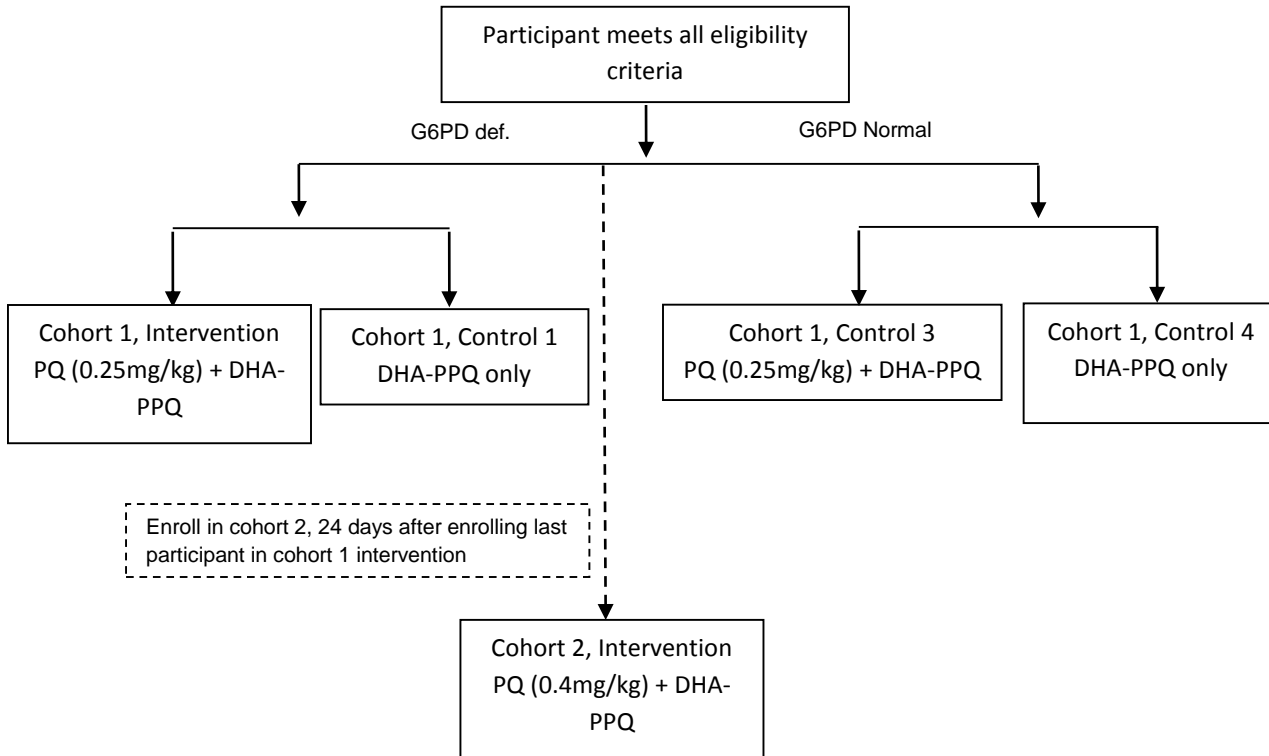 Participant meets all eligibility
criteria
G6PD def.
G6PD Normal
Cohort 1, Intervention
PQ (0.25mg/kg) + DHA-
PPQ
Cohort 1, Control 1
DHA-PPQ only
Cohort 1, Control 3
PQ (0.25mg/kg) + DHA-PPQ
Cohort 1, Control 4
DHA-PPQ only
Enroll in cohort 2, 24 days after enrolling last
participant in cohort 1 intervention
Cohort 2, Intervention
PQ (0.4mg/kg) + DHA-
PPQ